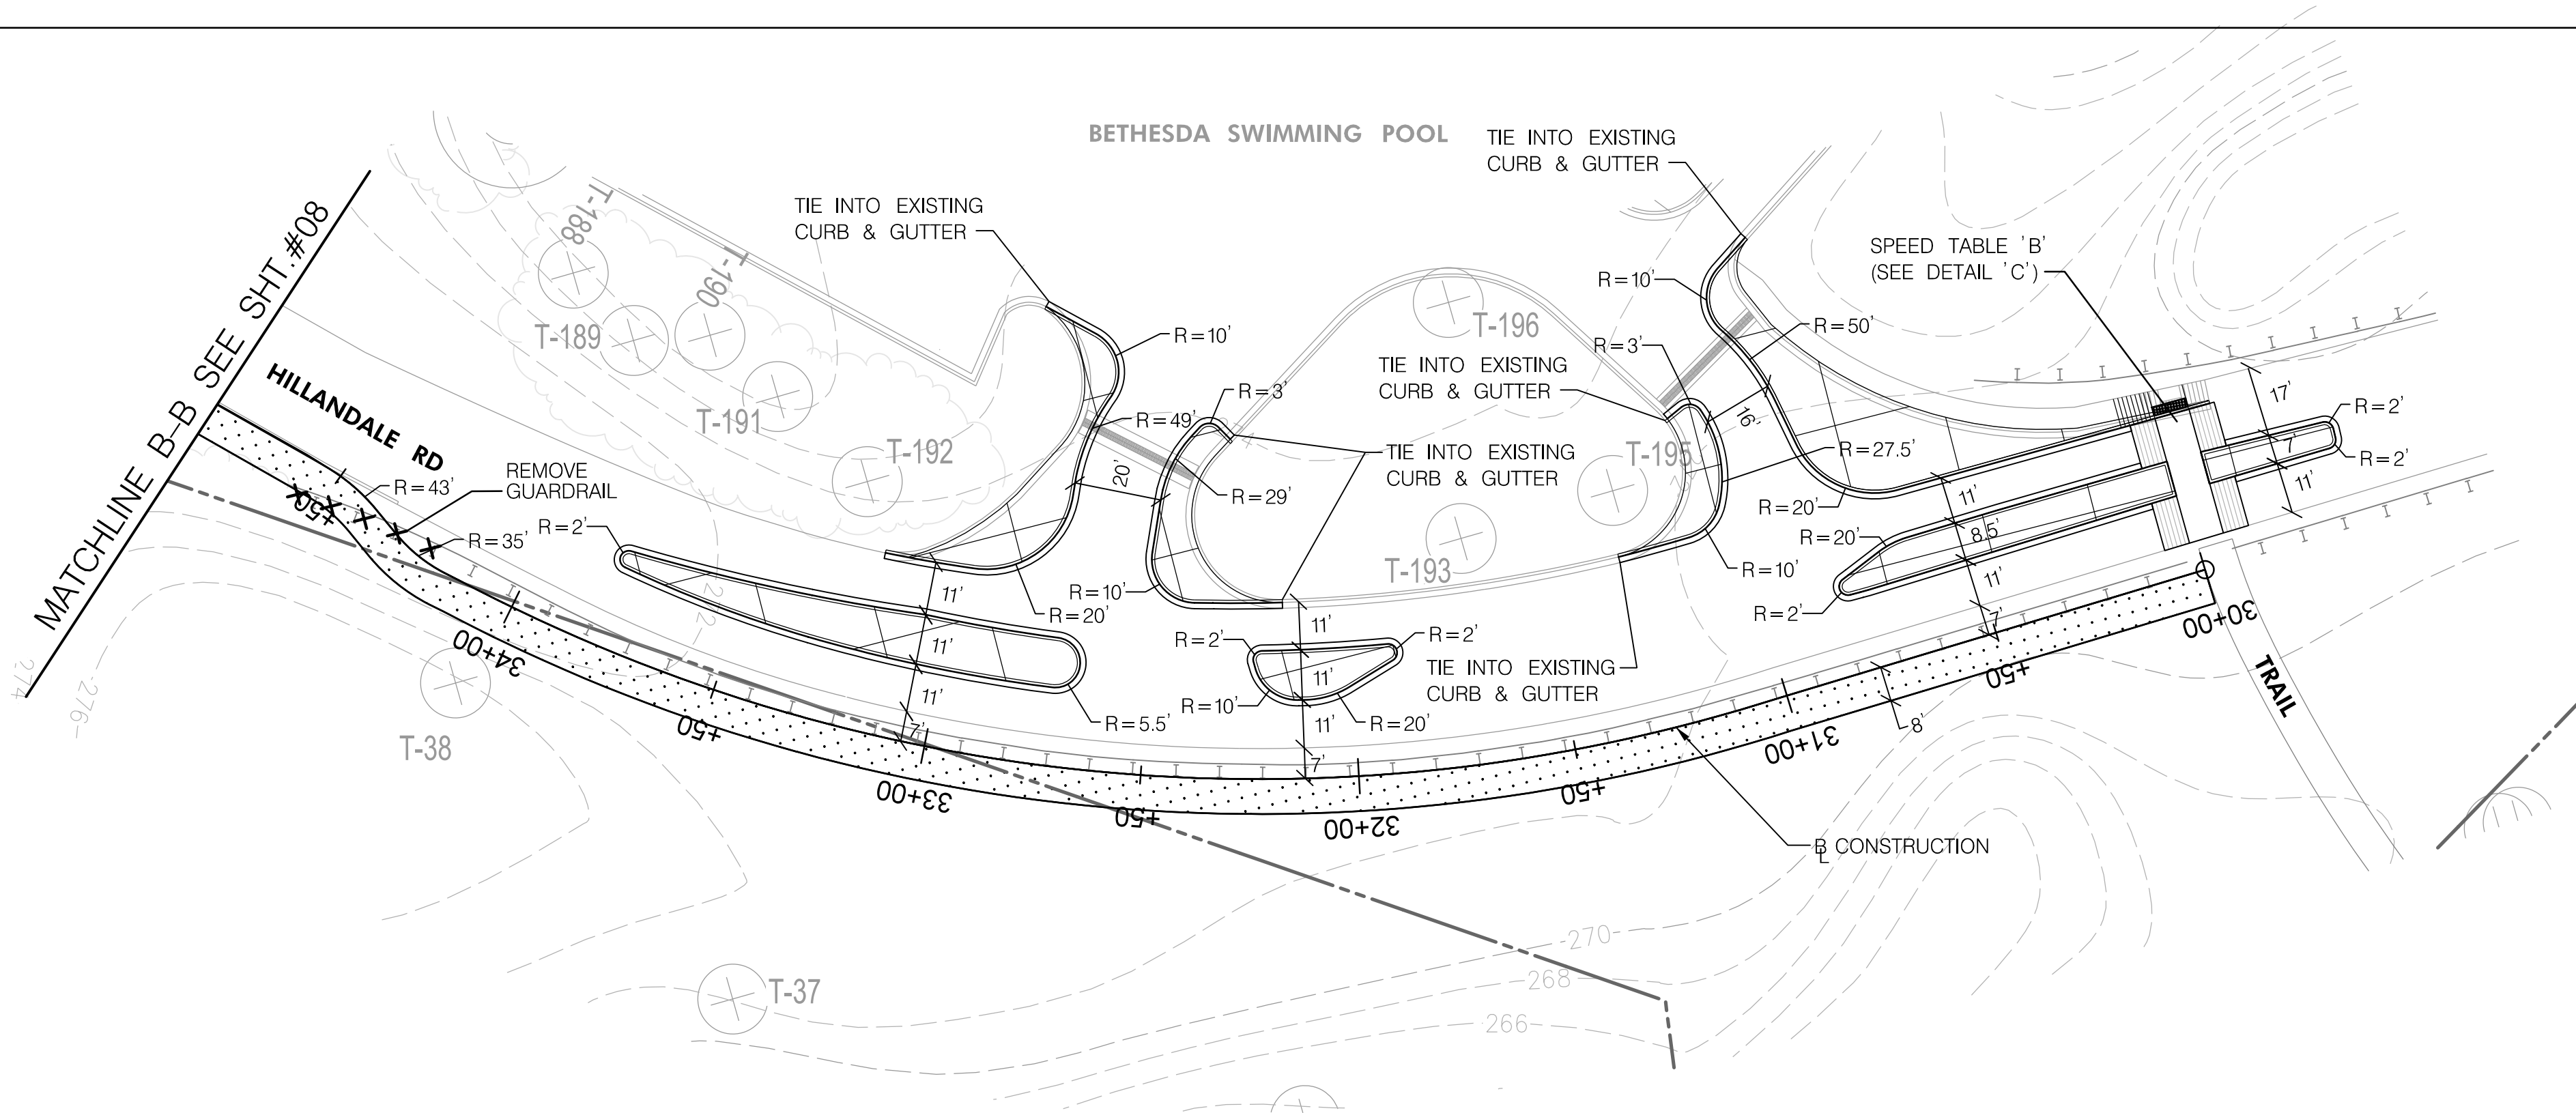 BETHESDA SWIMMING POOL
TIE INTO EXISTING
CURB & GUTTER
TIE INTO EXISTING
CURB & GUTTER
SPEED TABLE 'B'
(SEE DETAIL 'C')
MATCHLINE B-B SEE SHT.#08
HILLANDALE RD
T-188
T-189
T-190
T-191
T-192
T-196
T-195
T-193
R=10'
R=10'
R=3'
R=50'
R=3'
TIE INTO EXISTING
CURB & GUTTER
17'
R=2'
7'
R=2'
11'
R=49'
16'
R=27.5'
TIE INTO EXISTING
CURB & GUTTER
20'
R=29'
REMOVE
GUARDRAIL
R=43'
+50
R=35'
R=2'
R=20'
11'
R=20'
8.5'
11'
R=2'
7'
R=10'
R=10'
R=20'
11'
11'
11'
7'
R=5.5'
11'
R=2'
R=2'
11'
R=10'
R=20'
11'
7'
TIE INTO EXISTING
CURB & GUTTER
30+00
+50
8'
31+00
+50
32+00
+50
33+00
+50
34+00
TRAIL
BL CONSTRUCTION
T-38
T-37
274
276
270
268
266